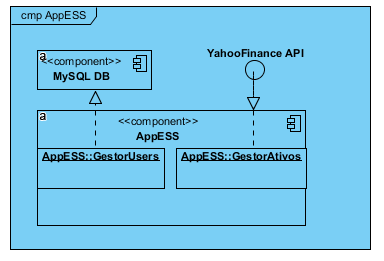 cmp AppESS
a
<<component>>
MySQL DB
YahooFinance API
a
<<component>>
AppESS
AppESS::GestorUsers
AppESS::GestorAtivos